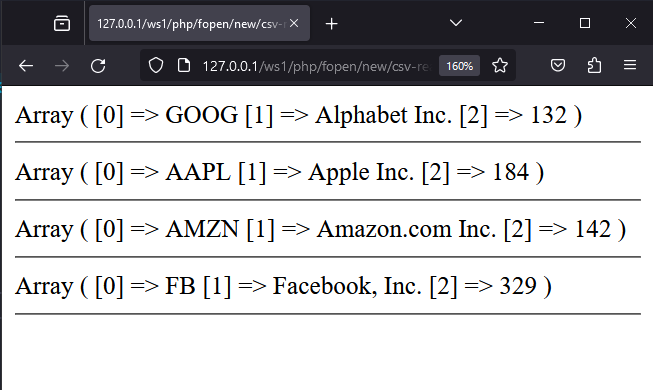 127.0.0.1/ws1/php/fopen/new/csv-r
127.0.0.1/ws1/php/fopen/new/csv-re
160%
Array ( [0] => GOOG [1] => Alphabet Inc. [2] => 132 )
Array ( [0] => AAPL [1] => Apple Inc. [2] => 184 )
Array ( [0] => AMZN [1] => Amazon.com Inc. [2] => 142 )
Array ( [0] => FB [1] => Facebook, Inc. [2] => 329 )